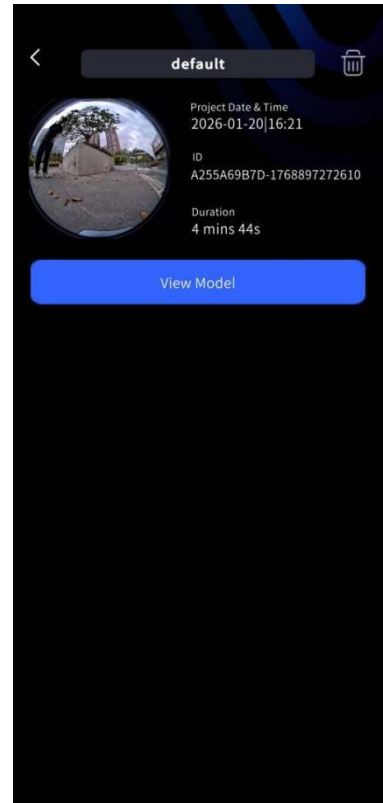 default
Project Date & Time
2026-01-20|16:21
ID
A255A69B7D-1768897272610
Duration
4 mins 44s
View Model